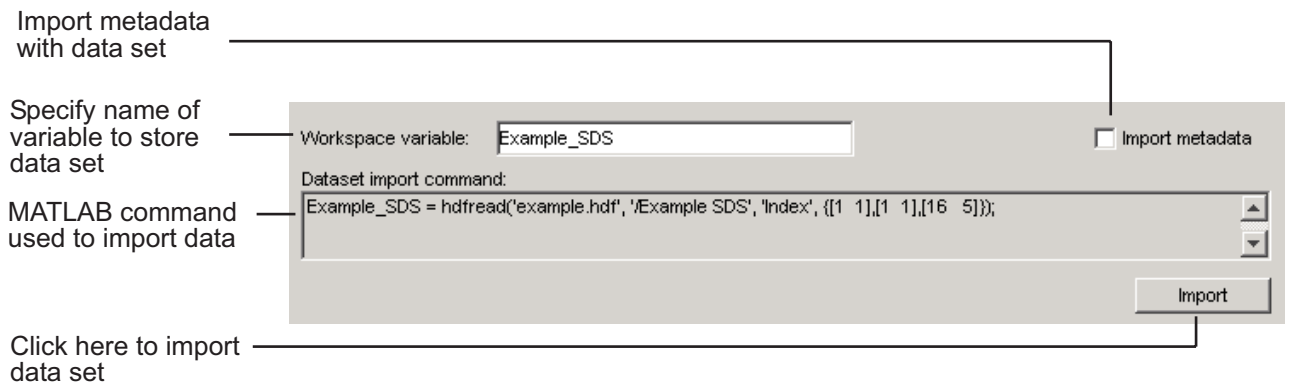 Import metadata
with data set
Specify name of
variable to store
data set
Workspace variable: Example_SDS Import metadata
Dataset import command:
MATLAB command
used to import data
Example_SDS = hdfread('example.hdf', '/Example SDS', 'Index', {[1 1],[1 1],[16 5]});
Import
Click here to import
data set